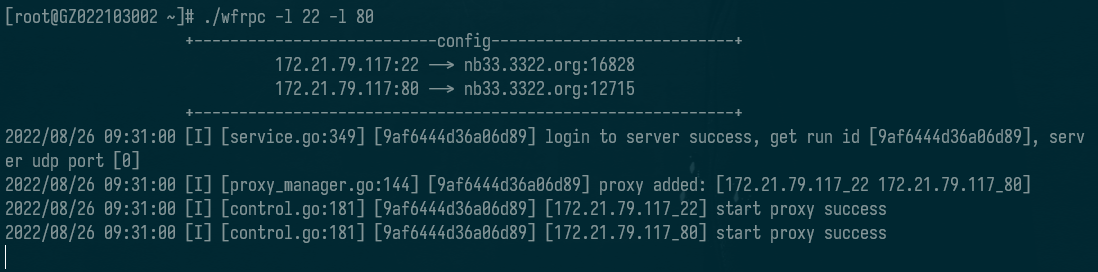 [root@GZ022103002 ~]# ./wfrpc -l 22 -l 80
+---------------------------config---------------------------+
172.21.79.117:22 --> nb33.3322.org:16828
172.21.79.117:80 --> nb33.3322.org:12715
+------------------------------------------------------------+
2022/08/26 09:31:00 [I] [service.go:349] [9af6444d36a06d89] login to server success, get run id [9af6444d36a06d89], serv
er udp port [0]
2022/08/26 09:31:00 [I] [proxy_manager.go:144] [9af6444d36a06d89] proxy added: [172.21.79.117_22 172.21.79.117_80]
2022/08/26 09:31:00 [I] [control.go:181] [9af6444d36a06d89] [172.21.79.117_22] start proxy success
2022/08/26 09:31:00 [I] [control.go:181] [9af6444d36a06d89] [172.21.79.117_80] start proxy success